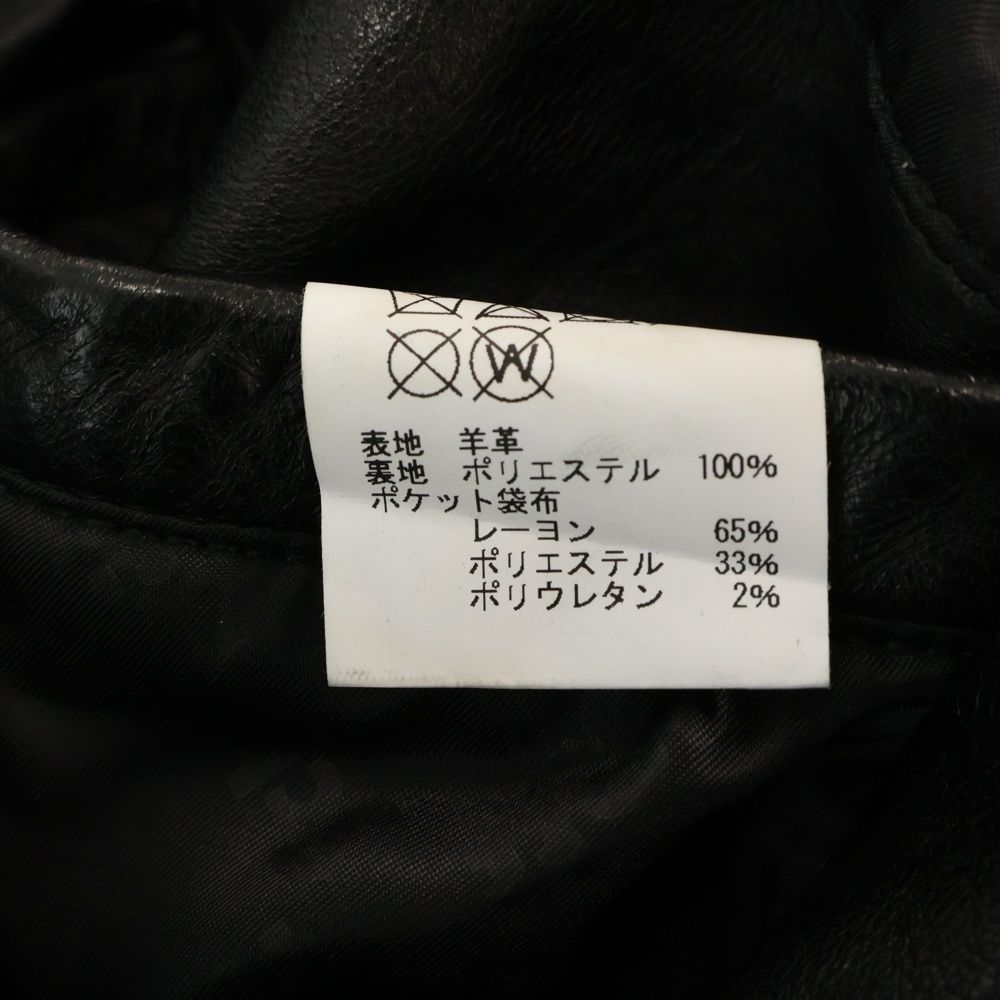 W
表地 羊革
裏地 ポリエステル 100%
ポケット袋布
レーヨン 65%
ポリエステル 33%
ポリウレタン 2%